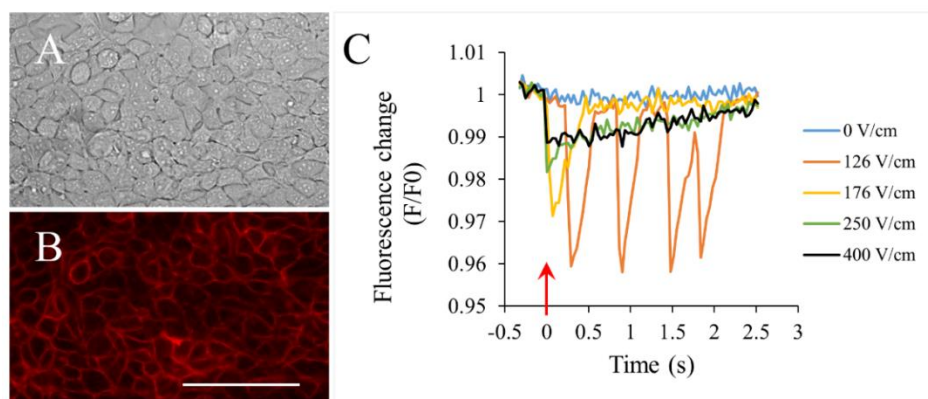 A
B
C
Fluorescence change
(F/F0)
1.01
1
0.99
0.98
0.97
0.96
0.95
-0.5
0
0.5
1
1.5
2
2.5
3
Time (s)
0 V/cm
126 V/cm
176 V/cm
250 V/cm
400 V/cm